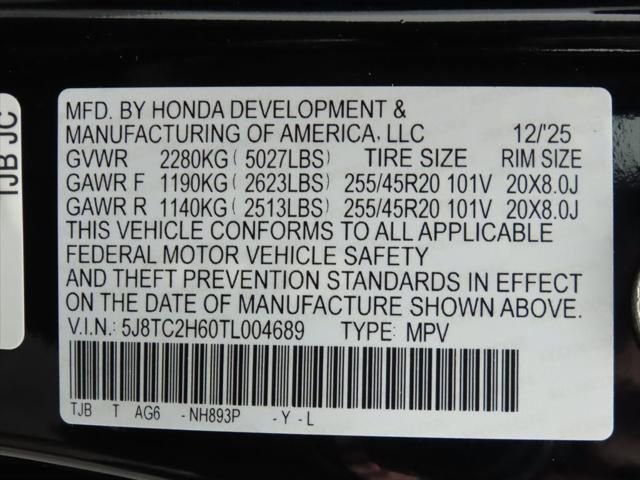 MFD. BY HONDA DEVELOPMENT &
MANUFACTURING OF AMERICA, LLC 12/'25
GVWR 2280KG( 5027LBS) TIRE SIZE RIM SIZE
GAWR F 1190KG( 2623LBS) 255/45R20 101V 20X8.0J
GAWR R 1140KG( 2513LBS) 255/45R20 101V 20X8.0J
THIS VEHICLE CONFORMS TO ALL APPLICABLE
FEDERAL MOTOR VEHICLE SAFETY
AND THEFT PREVENTION STANDARDS IN EFFECT
ON THE DATE OF MANUFACTURE SHOWN ABOVE.
V.I.N.: 5J8TC2H60TL004689 TYPE: MPV
TJB T AG6 -NH893P -Y-L
TJB JC